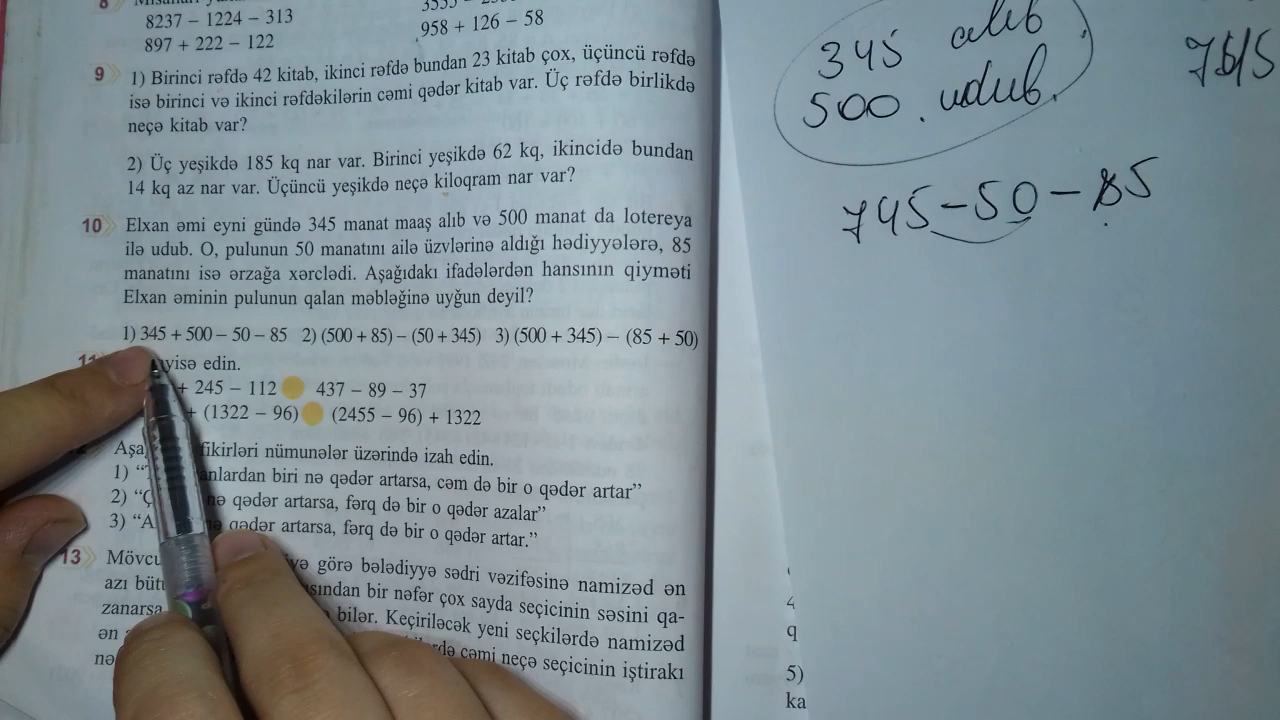 8237 − 1224 − 313
897 + 222 − 122
958 + 126 − 58
9 1) Birinci rəfdə 42 kitab, ikinci rəfdə bundan 23 kitab çox, üçüncü rəfdə
isə birinci və ikinci rəfdəkilərin cəmi qədər kitab var. Üç rəfdə birlikdə
neçə kitab var?
2) Üç yeşikdə 185 kq nar var. Birinci yeşikdə 62 kq, ikincidə bundan
14 kq az nar var. Üçüncü yeşikdə neçə kiloqram nar var?
10 Elxan əmi eyni gündə 345 manat maaş alıb və 500 manat da lotereya
ilə udub. O, pulunun 50 manatını ailə üzvlərinə aldığı hədiyyələrə, 85
manatını isə ərzağa xərclədi. Aşağıdakı ifadələrdən hansının qiyməti
Elxan əminin pulunun qalan məbləğinə uyğun deyil?
1) 345 + 500 − 50 − 85 2) (500 + 85) − (50 + 345) 3) (500 + 345) − (85 + 50)
edin.
+ 245 − 112 437 − 89 − 37
+ (1322 − 96) (2455 − 96) + 1322
fikirləri nümunələr üzərində izah edin.
1) “ biri nə qədər artarsa, cəm də bir o qədər artar”
2) “Ç nə qədər artarsa, fərq də bir o qədər azalar”
3) “A nə qədər artarsa, fərq də bir o qədər artar.”
13 görə bələdiyyə sədri vəzifəsinə namizəd ən
azı bir nəfər çox sayda seçicinin səsini qa-
zanarsa bilər. Keçiriləcək yeni seçkilərdə namizəd
ən cəmi neçə seçicinin iştirakı
345 alıb
500. udub.
745 − 50 − 85
4
q
5)
ka